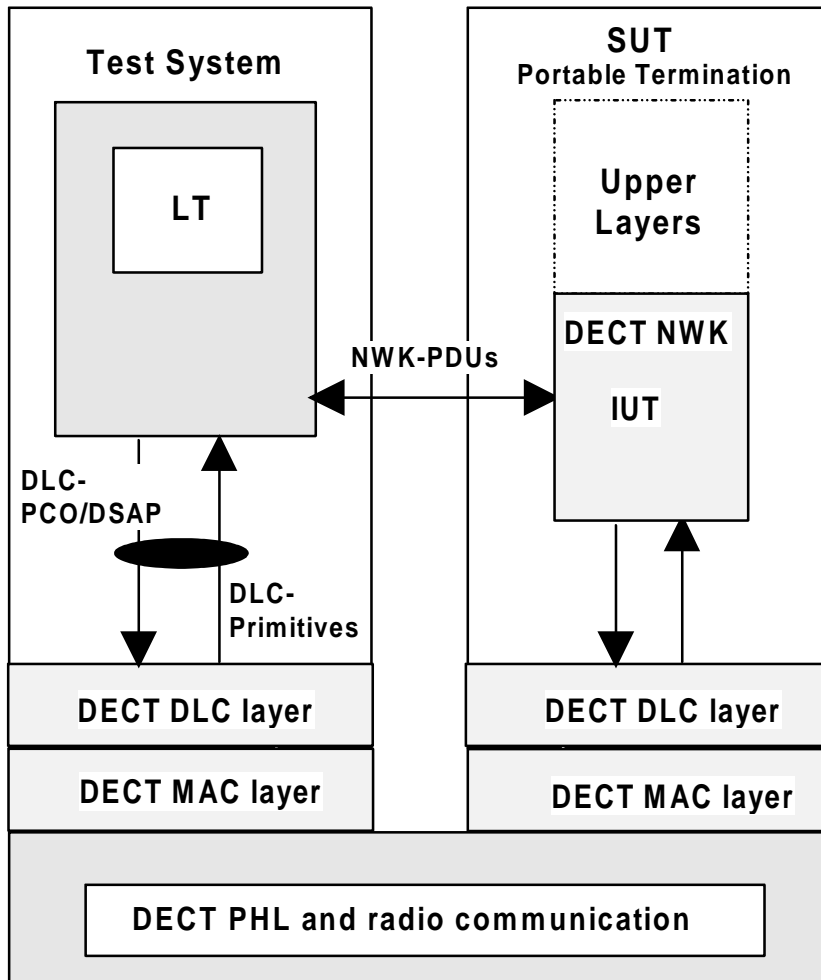 Test System
LT
DLC-
PCO/DSAP
DLC-
Primitives
NWK-PDUs
SUT
Portable Termination
Upper
Layers
DECT NWK
IUT
DECT DLC layer
DECT DLC layer
DECT MAC layer
DECT MAC layer
DECT PHL and radio communication